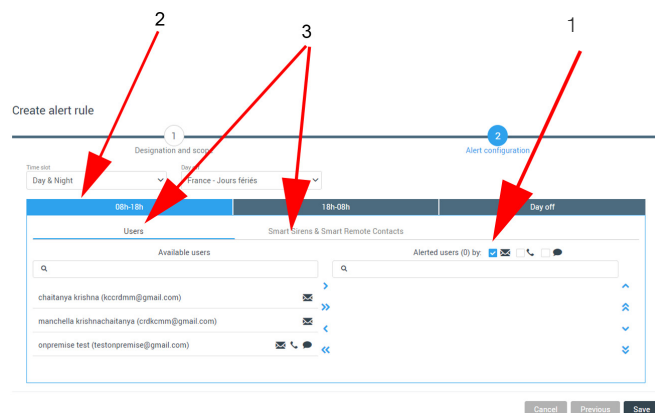 2
3
1
Create alert rule
1
2
Designation and scope
Alert configuration
Time slot
Day off
Day & Night
France - Jours fériés
08h-18h
18h-08h
Day off
Users
Smart Sirens & Smart Remote Contacts
Available users
Alerted users (0) by:
chaitanya krishna (kccrdmm@gmail.com)
manchella krishnachaitanya (crdkcmm@gmail.com)
onpremise test (testonpremise@gmail.com)
Cancel
Previous
Save